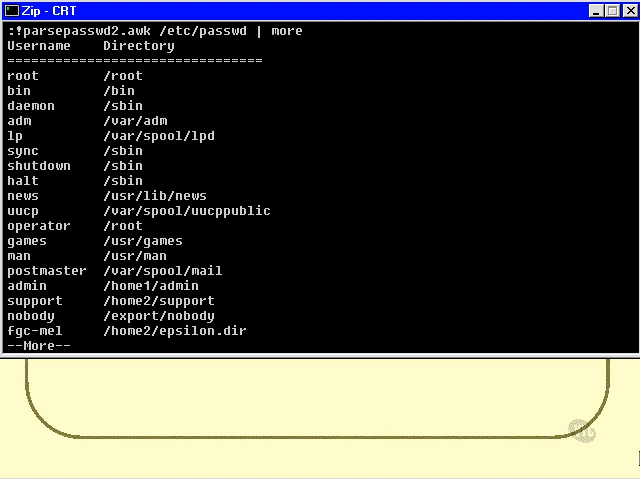 Zip - CRT
:!parsepasswd2.awk /etc/passwd | more
Username    Directory
================================
root        /root
bin         /bin
daemon      /sbin
adm         /var/adm
lp          /var/spool/lpd
sync        /sbin
shutdown    /sbin
halt        /sbin
news        /usr/lib/news
uucp        /var/spool/uucppublic
operator    /root
games       /usr/games
man         /usr/man
postmaster  /var/spool/mail
admin       /home1/admin
support     /home2/support
nobody      /export/nobody
fgc-mel     /home2/epsilon.dir
--More--